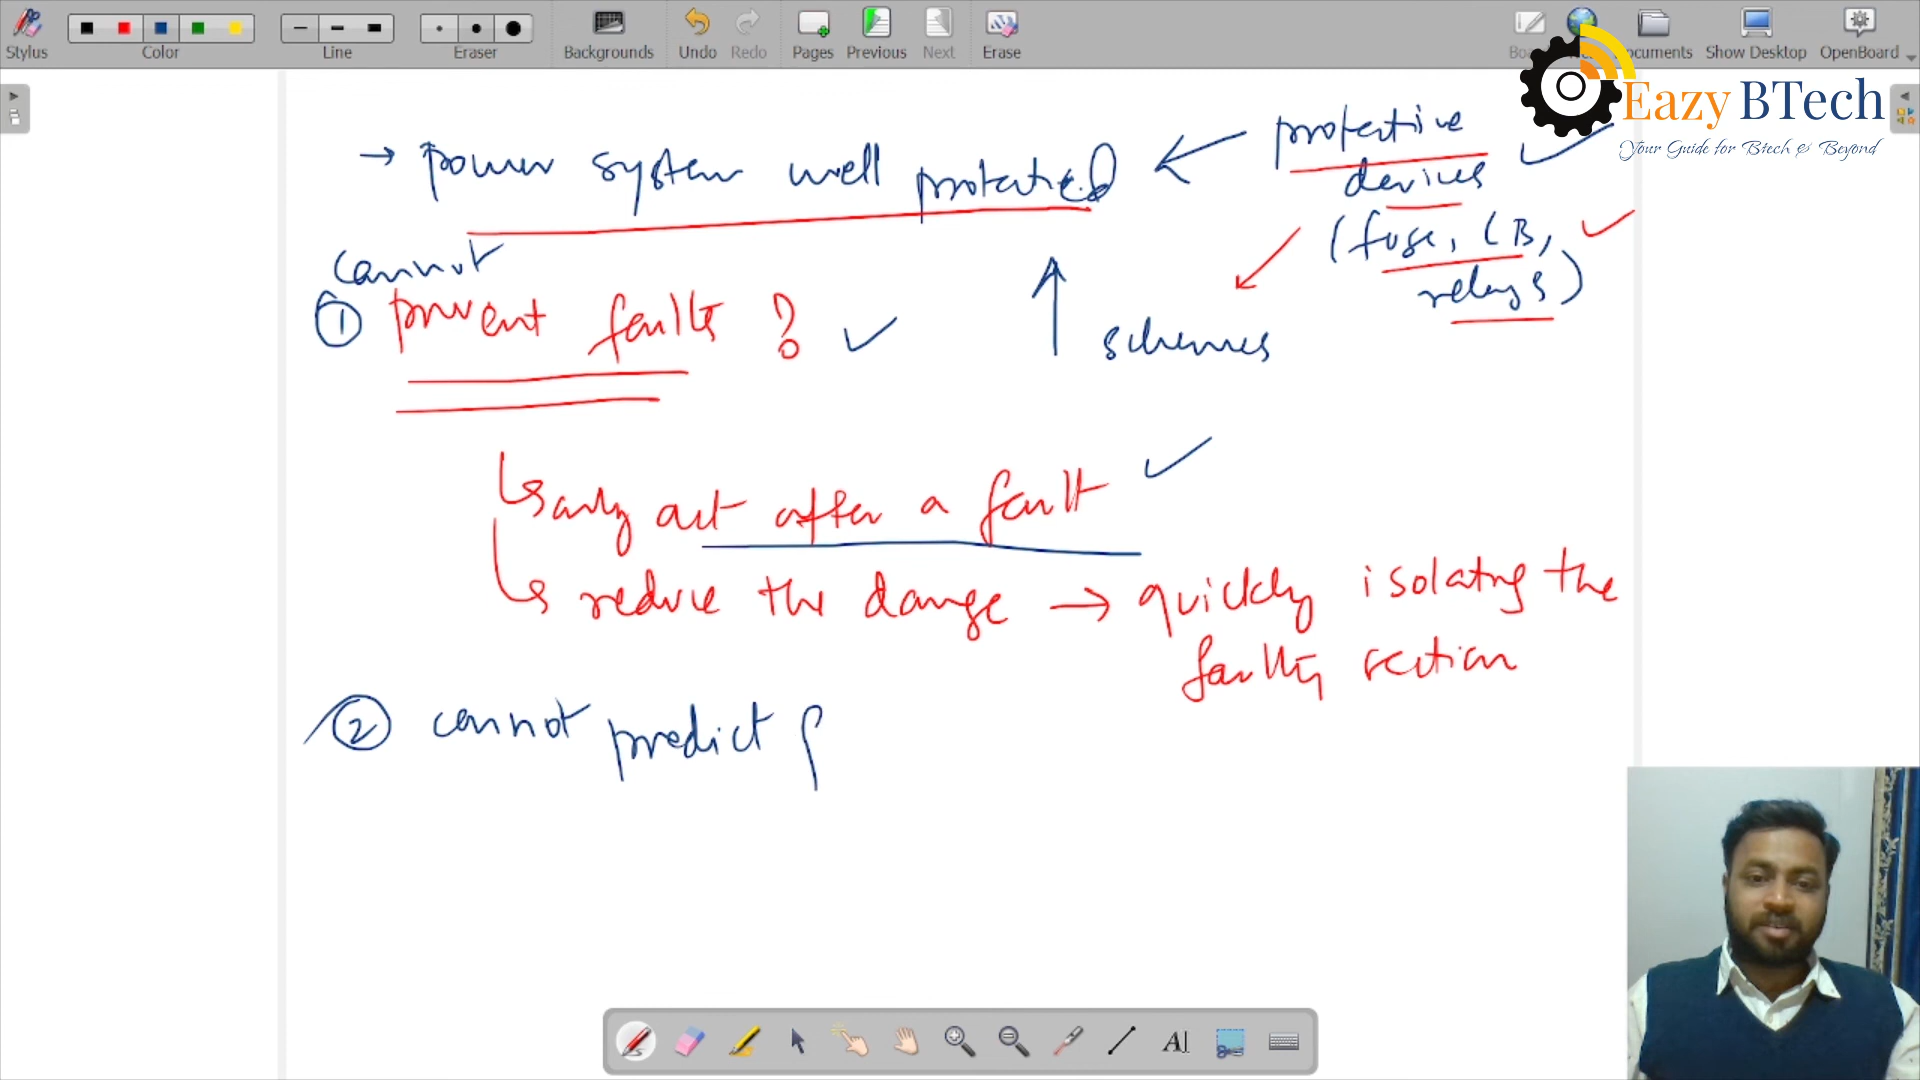 Stylus
Color
Line
Eraser
Backgrounds
Undo
Redo
Pages
Previous
Next
Erase
Documents
Show Desktop
OpenBoard
Eazy BTech
Your Guide for Btech & Beyond
→ power system well protected ← protective
devices
(fuse, CB,
relays)
cannot
① prevent faults ?
↑ schemes
only act after a fault
reduce the damage → quickly isolating the
faulty section
② cannot predict f
AI